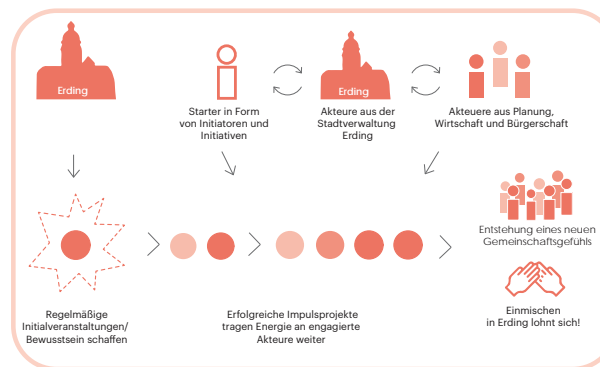 Erding
Starter in Form
von Initiatoren und
Initiativen
Erding
Akteure aus der
Stadtverwaltung
Erding
Akteuere aus Planung,
Wirtschaft und Bürgerschaft
Regelmäßige
Initialveranstaltungen/
Bewusstsein schaffen
Erfolgreiche Impulsprojekte
tragen Energie an engagierte
Akteure weiter
Entstehung eines neuen
Gemeinschaftsgefühls
Einmischen
in Erding lohnt sich!